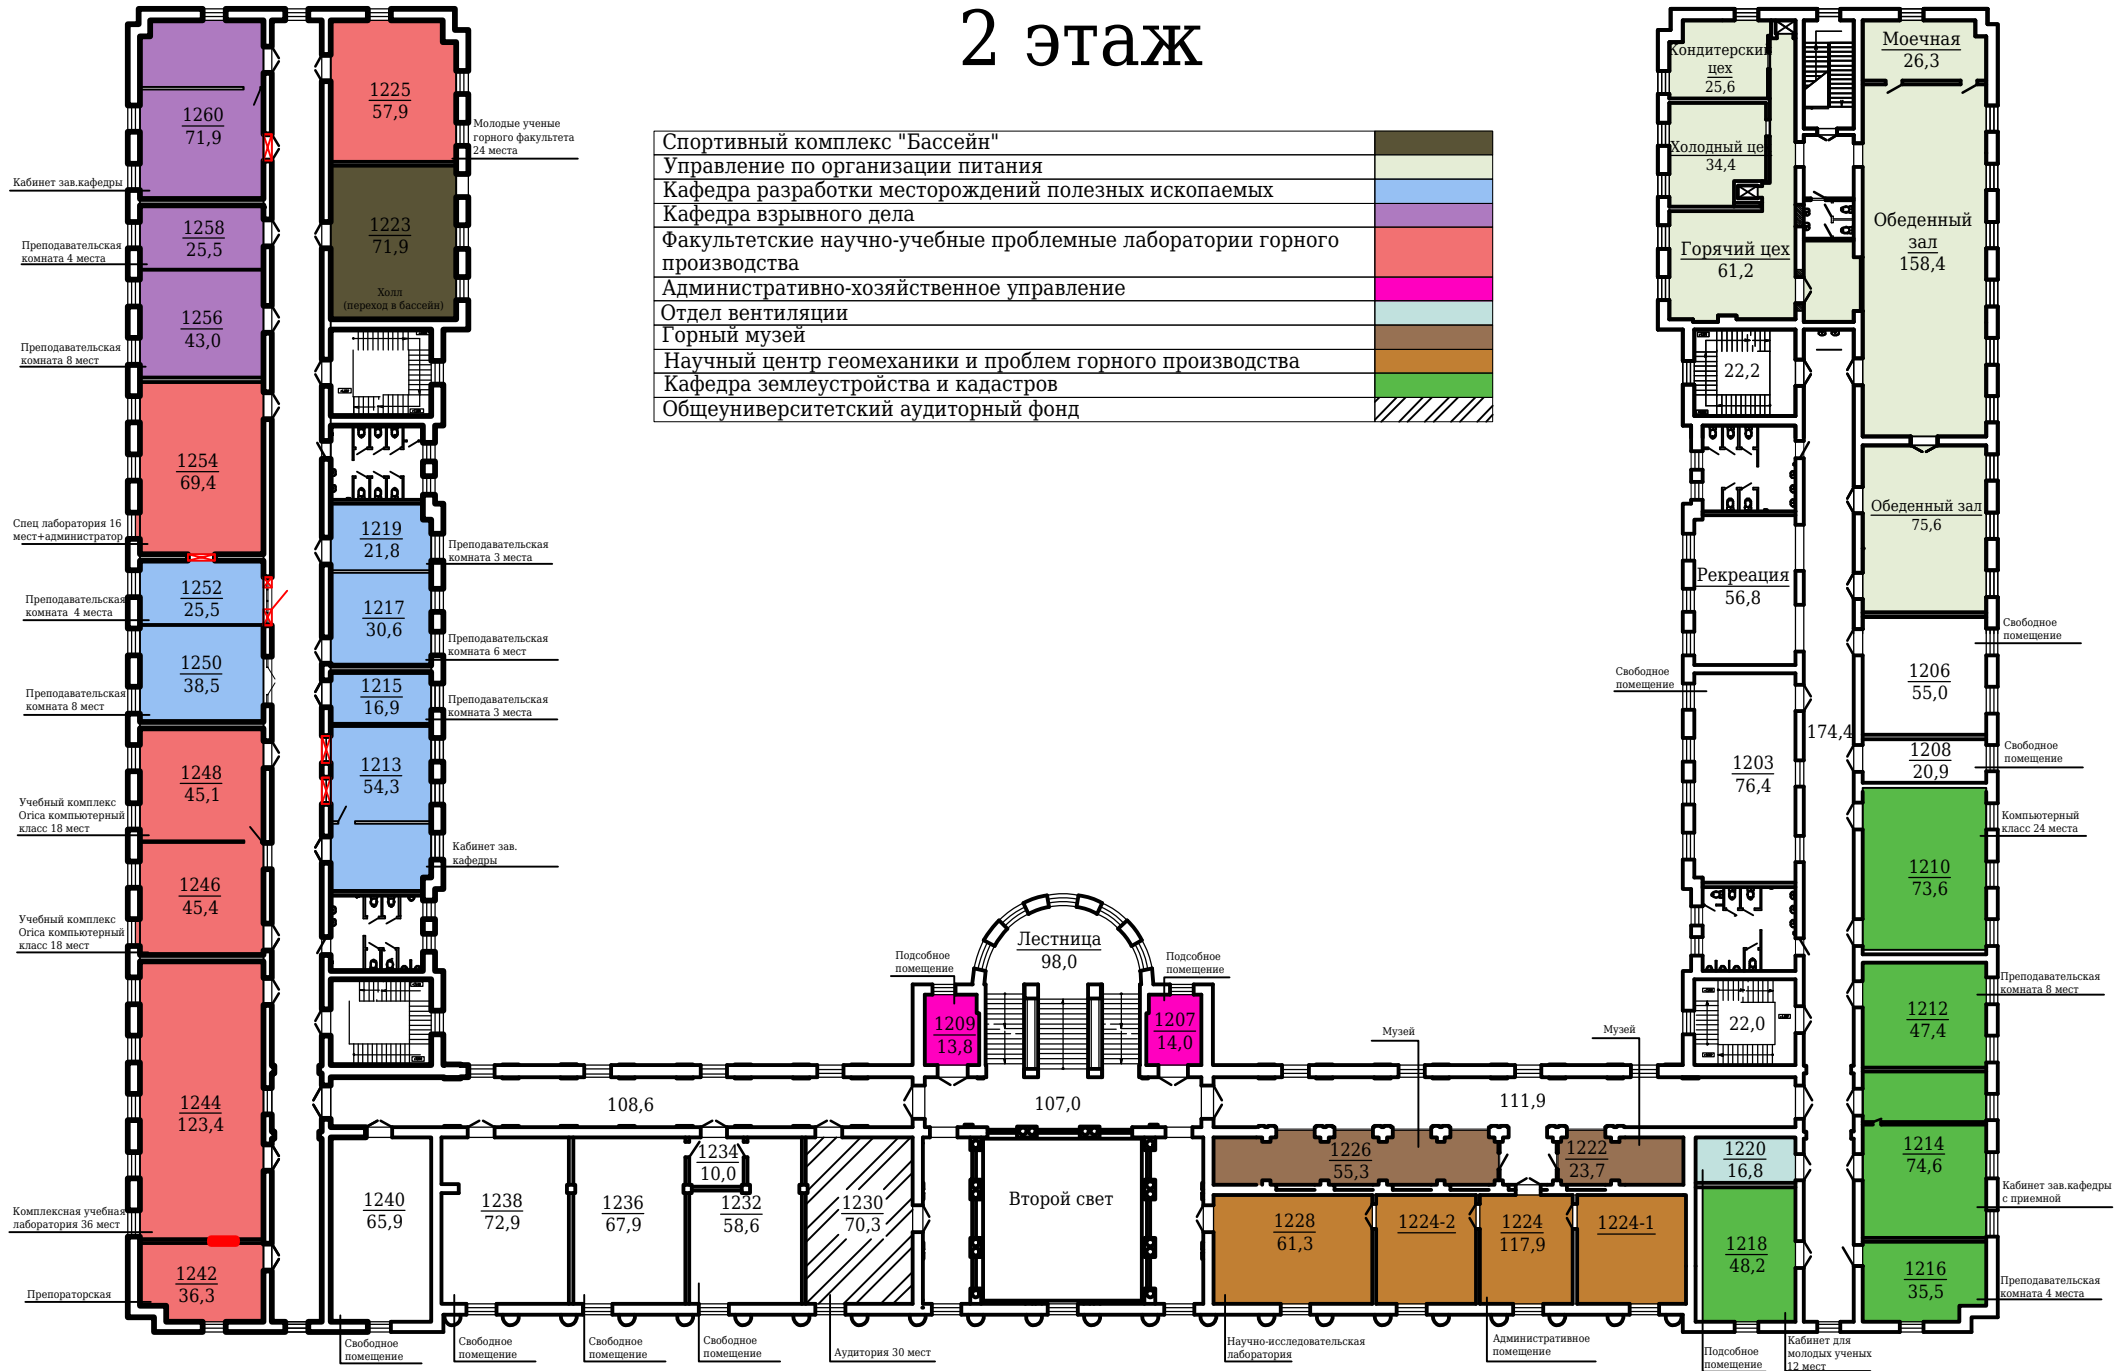 2 этаж
Спортивный комплекс "Бассейн"
Управление по организации питания
Кафедра разработки месторождений полезных ископаемых
Кафедра взрывного дела
Факультетские научно-учебные проблемные лаборатории горного
производства
Административно-хозяйственное управление
Отдел вентиляции
Горный музей
Научный центр геомеханики и проблем горного производства
Кафедра землеустройства и кадастров
Общеуниверситетский аудиторный фонд
1260
71,9
Кабинет зав.кафедры
1258
25,5
Преподавательская
комната 4 места
1256
43,0
Преподавательская
комната 8 мест
1254
69,4
Спец лаборатория 16
мест+администратор
1252
25,5
Преподавательская
комната 4 места
1250
38,5
Преподавательская
комната 8 мест
1248
45,1
Учебный комплекс
Orica компьютерный
класс 18 мест
1246
45,4
Учебный комплекс
Orica компьютерный
класс 18 мест
1244
123,4
Комплексная учебная
лаборатория 36 мест
1242
36,3
Препораторская
1225
57,9
Молодые ученые
горного факультета
24 места
1223
71,9
Холл
(переход в бассейн)
1219
21,8
Преподавательская
комната 3 места
1217
30,6
Преподавательская
комната 6 мест
1215
16,9
Преподавательская
комната 3 места
1213
54,3
Кабинет зав.
кафедры
108,6
1240
65,9
Свободное
помещение
1238
72,9
Свободное
помещение
1236
67,9
Свободное
помещение
1234
10,0
1232
58,6
Свободное
помещение
1230
70,3
Аудитория 30 мест
Лестница
98,0
Подсобное
помещение
1209
13,8
Подсобное
помещение
1207
14,0
107,0
Второй свет
111,9
Музей
1226
55,3
Музей
1222
23,7
1228
61,3
Научно-исследовательская
лаборатория
1224-2
1224
117,9
Административное
помещение
1224-1
1220
16,8
Подсобное
помещение
1218
48,2
Кабинет для
молодых ученых
12 мест
Кондитерский
цех
25,6
Холодный це
34,4
Горячий цех
61,2
Моечная
26,3
Обеденный
зал
158,4
22,2
Обеденный зал
75,6
Рекреация
56,8
Свободное
помещение
1203
76,4
174,4
1206
55,0
Свободное
помещение
1208
20,9
Свободное
помещение
1210
73,6
Компьютерный
класс 24 места
22,0
1212
47,4
Преподавательская
комната 8 мест
1214
74,6
Кабинет зав.кафедры
с приемной
1216
35,5
Преподавательская
комната 4 места